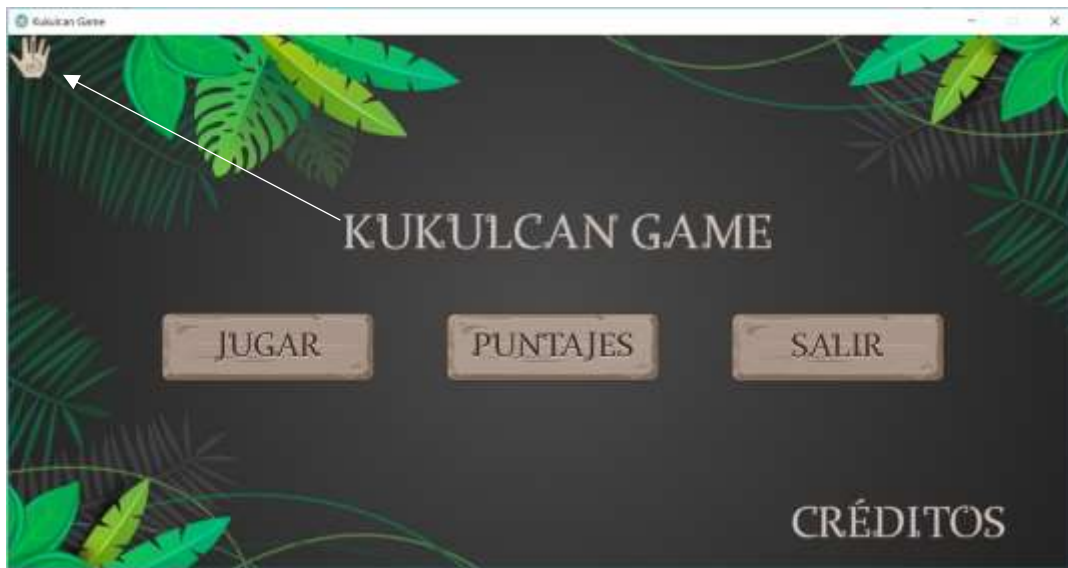 Kukulcan Game
KUKULCAN GAME
JUGAR
PUNTAJES
SALIR
CRÉDITOS